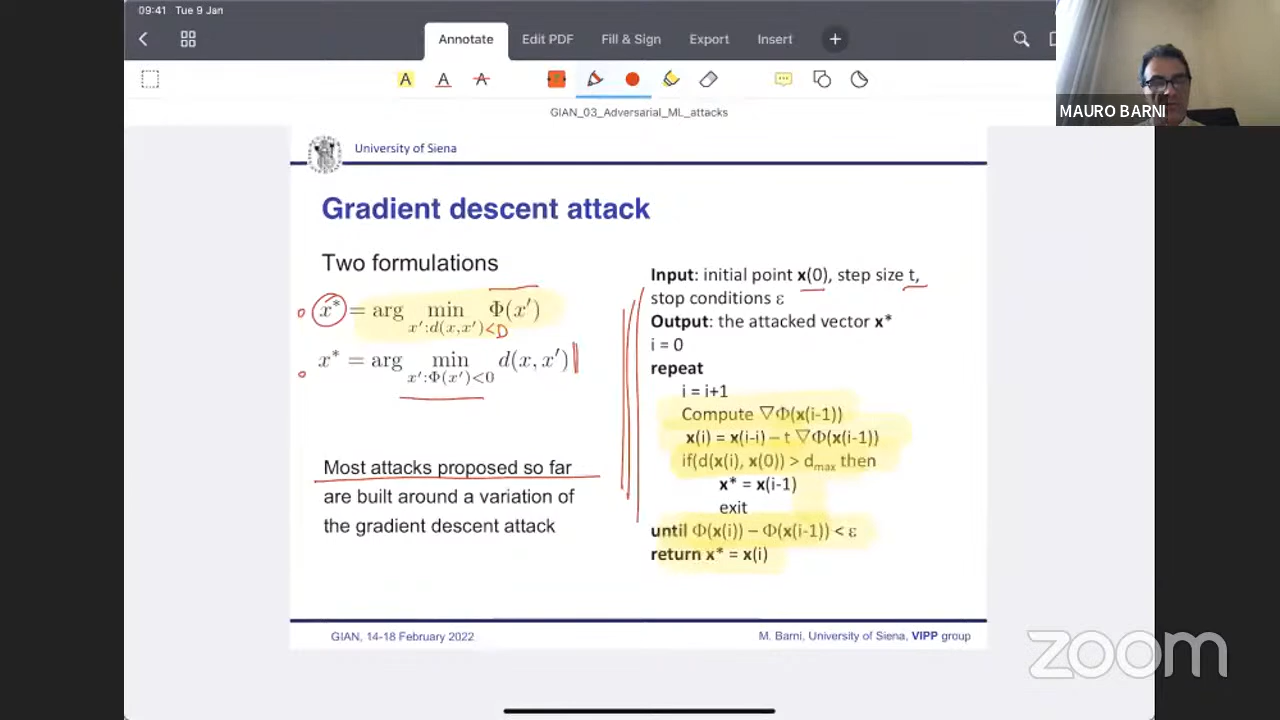 09:41 Tue 9 Jan
Annotate Edit PDF Fill & Sign Export Insert +
A A A
GIAN_03_Adversarial_ML_attacks
MAURO BARNI
University of Siena
Gradient descent attack
Two formulations
x* = arg min Φ(x')
x':d(x,x')<D
x* = arg min d(x, x')
x':Φ(x')<0
Most attacks proposed so far
are built around a variation of
the gradient descent attack
Input: initial point x(0), step size t,
stop conditions ε
Output: the attacked vector x*
i = 0
repeat
i = i+1
Compute ∇Φ(x(i-1))
x(i) = x(i-i) – t ∇Φ(x(i-1))
if(d(x(i), x(0)) > dmax then
x* = x(i-1)
exit
until Φ(x(i)) – Φ(x(i-1)) < ε
return x* = x(i)
GIAN, 14-18 February 2022
M. Barni, University of Siena, VIPP group
zoom